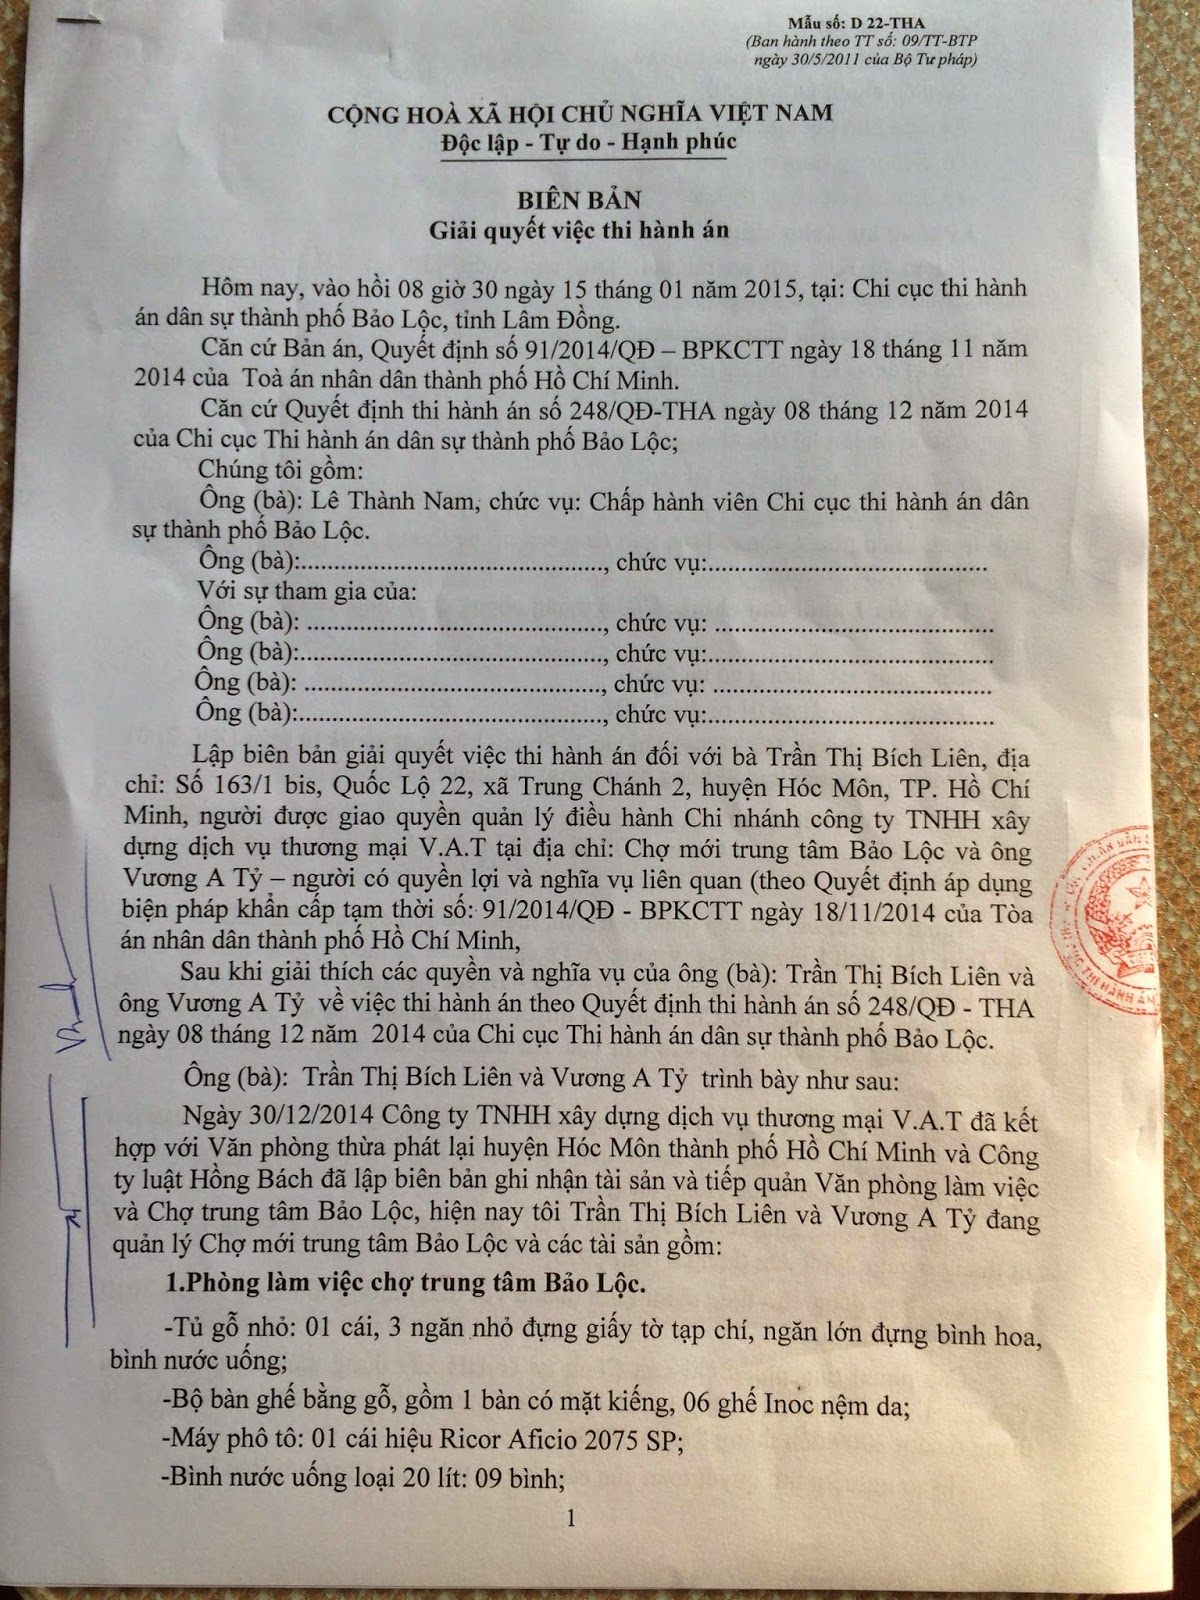 Mẫu số: D 22-THA
(Ban hành theo TT số: 09/TT-BTP
ngày 30/5/2011 của Bộ Tư pháp)
CỘNG HOÀ XÃ HỘI CHỦ NGHĨA VIỆT NAM
Độc lập - Tự do - Hạnh phúc
BIÊN BẢN
Giải quyết việc thi hành án
Hôm nay, vào hồi 08 giờ 30 ngày 15 tháng 01 năm 2015, tại: Chi cục thi hành
án dân sự thành phố Bảo Lộc, tỉnh Lâm Đồng.
Căn cứ Bản án, Quyết định số 91/2014/QĐ – BPKCTT ngày 18 tháng 11 năm
2014 của Toà án nhân dân thành phố Hồ Chí Minh.
Căn cứ Quyết định thi hành án số 248/QĐ-THA ngày 08 tháng 12 năm 2014
của Chi cục Thi hành án dân sự thành phố Bảo Lộc;
Chúng tôi gồm:
Ông (bà): Lê Thành Nam, chức vụ: Chấp hành viên Chi cục thi hành án dân
sự thành phố Bảo Lộc.
Ông (bà):............................................, chức vụ:.........................................
Với sự tham gia của:
Ông (bà): ..........................................., chức vụ: .........................................
Ông (bà):............................................, chức vụ:..........................................
Ông (bà): ..........................................., chức vụ: .........................................
Ông (bà):............................................, chức vụ:..........................................
Lập biên bản giải quyết việc thi hành án đối với bà Trần Thị Bích Liên, địa
chỉ: Số 163/1 bis, Quốc Lộ 22, xã Trung Chánh 2, huyện Hóc Môn, TP. Hồ Chí
Minh, người được giao quyền quản lý điều hành Chi nhánh công ty TNHH xây
dựng dịch vụ thương mại V.A.T tại địa chỉ: Chợ mới trung tâm Bảo Lộc và ông
Vương A Tỷ – người có quyền lợi và nghĩa vụ liên quan (theo Quyết định áp dụng
biện pháp khẩn cấp tạm thời số: 91/2014/QĐ - BPKCTT ngày 18/11/2014 của Tòa
án nhân dân thành phố Hồ Chí Minh,
Sau khi giải thích các quyền và nghĩa vụ của ông (bà): Trần Thị Bích Liên và
ông Vương A Tỷ về việc thi hành án theo Quyết định thi hành án số 248/QĐ - THA
ngày 08 tháng 12 năm 2014 của Chi cục Thi hành án dân sự thành phố Bảo Lộc.
Ông (bà): Trần Thị Bích Liên và Vương A Tỷ trình bày như sau:
Ngày 30/12/2014 Công ty TNHH xây dựng dịch vụ thương mại V.A.T đã kết
hợp với Văn phòng thừa phát lại huyện Hóc Môn thành phố Hồ Chí Minh và Công
ty luật Hồng Bách đã lập biên bản ghi nhận tài sản và tiếp quản Văn phòng làm việc
và Chợ trung tâm Bảo Lộc, hiện nay tôi Trần Thị Bích Liên và Vương A Tỷ đang
quản lý Chợ mới trung tâm Bảo Lộc và các tài sản gồm:
1.Phòng làm việc chợ trung tâm Bảo Lộc.
-Tủ gỗ nhỏ: 01 cái, 3 ngăn nhỏ đựng giấy tờ tạp chí, ngăn lớn đựng bình hoa,
bình nước uống;
-Bộ bàn ghế bằng gỗ, gồm 1 bàn có mặt kiếng, 06 ghế Inoc nệm da;
-Máy phô tô: 01 cái hiệu Ricor Aficio 2075 SP;
-Bình nước uống loại 20 lít: 09 bình;
1